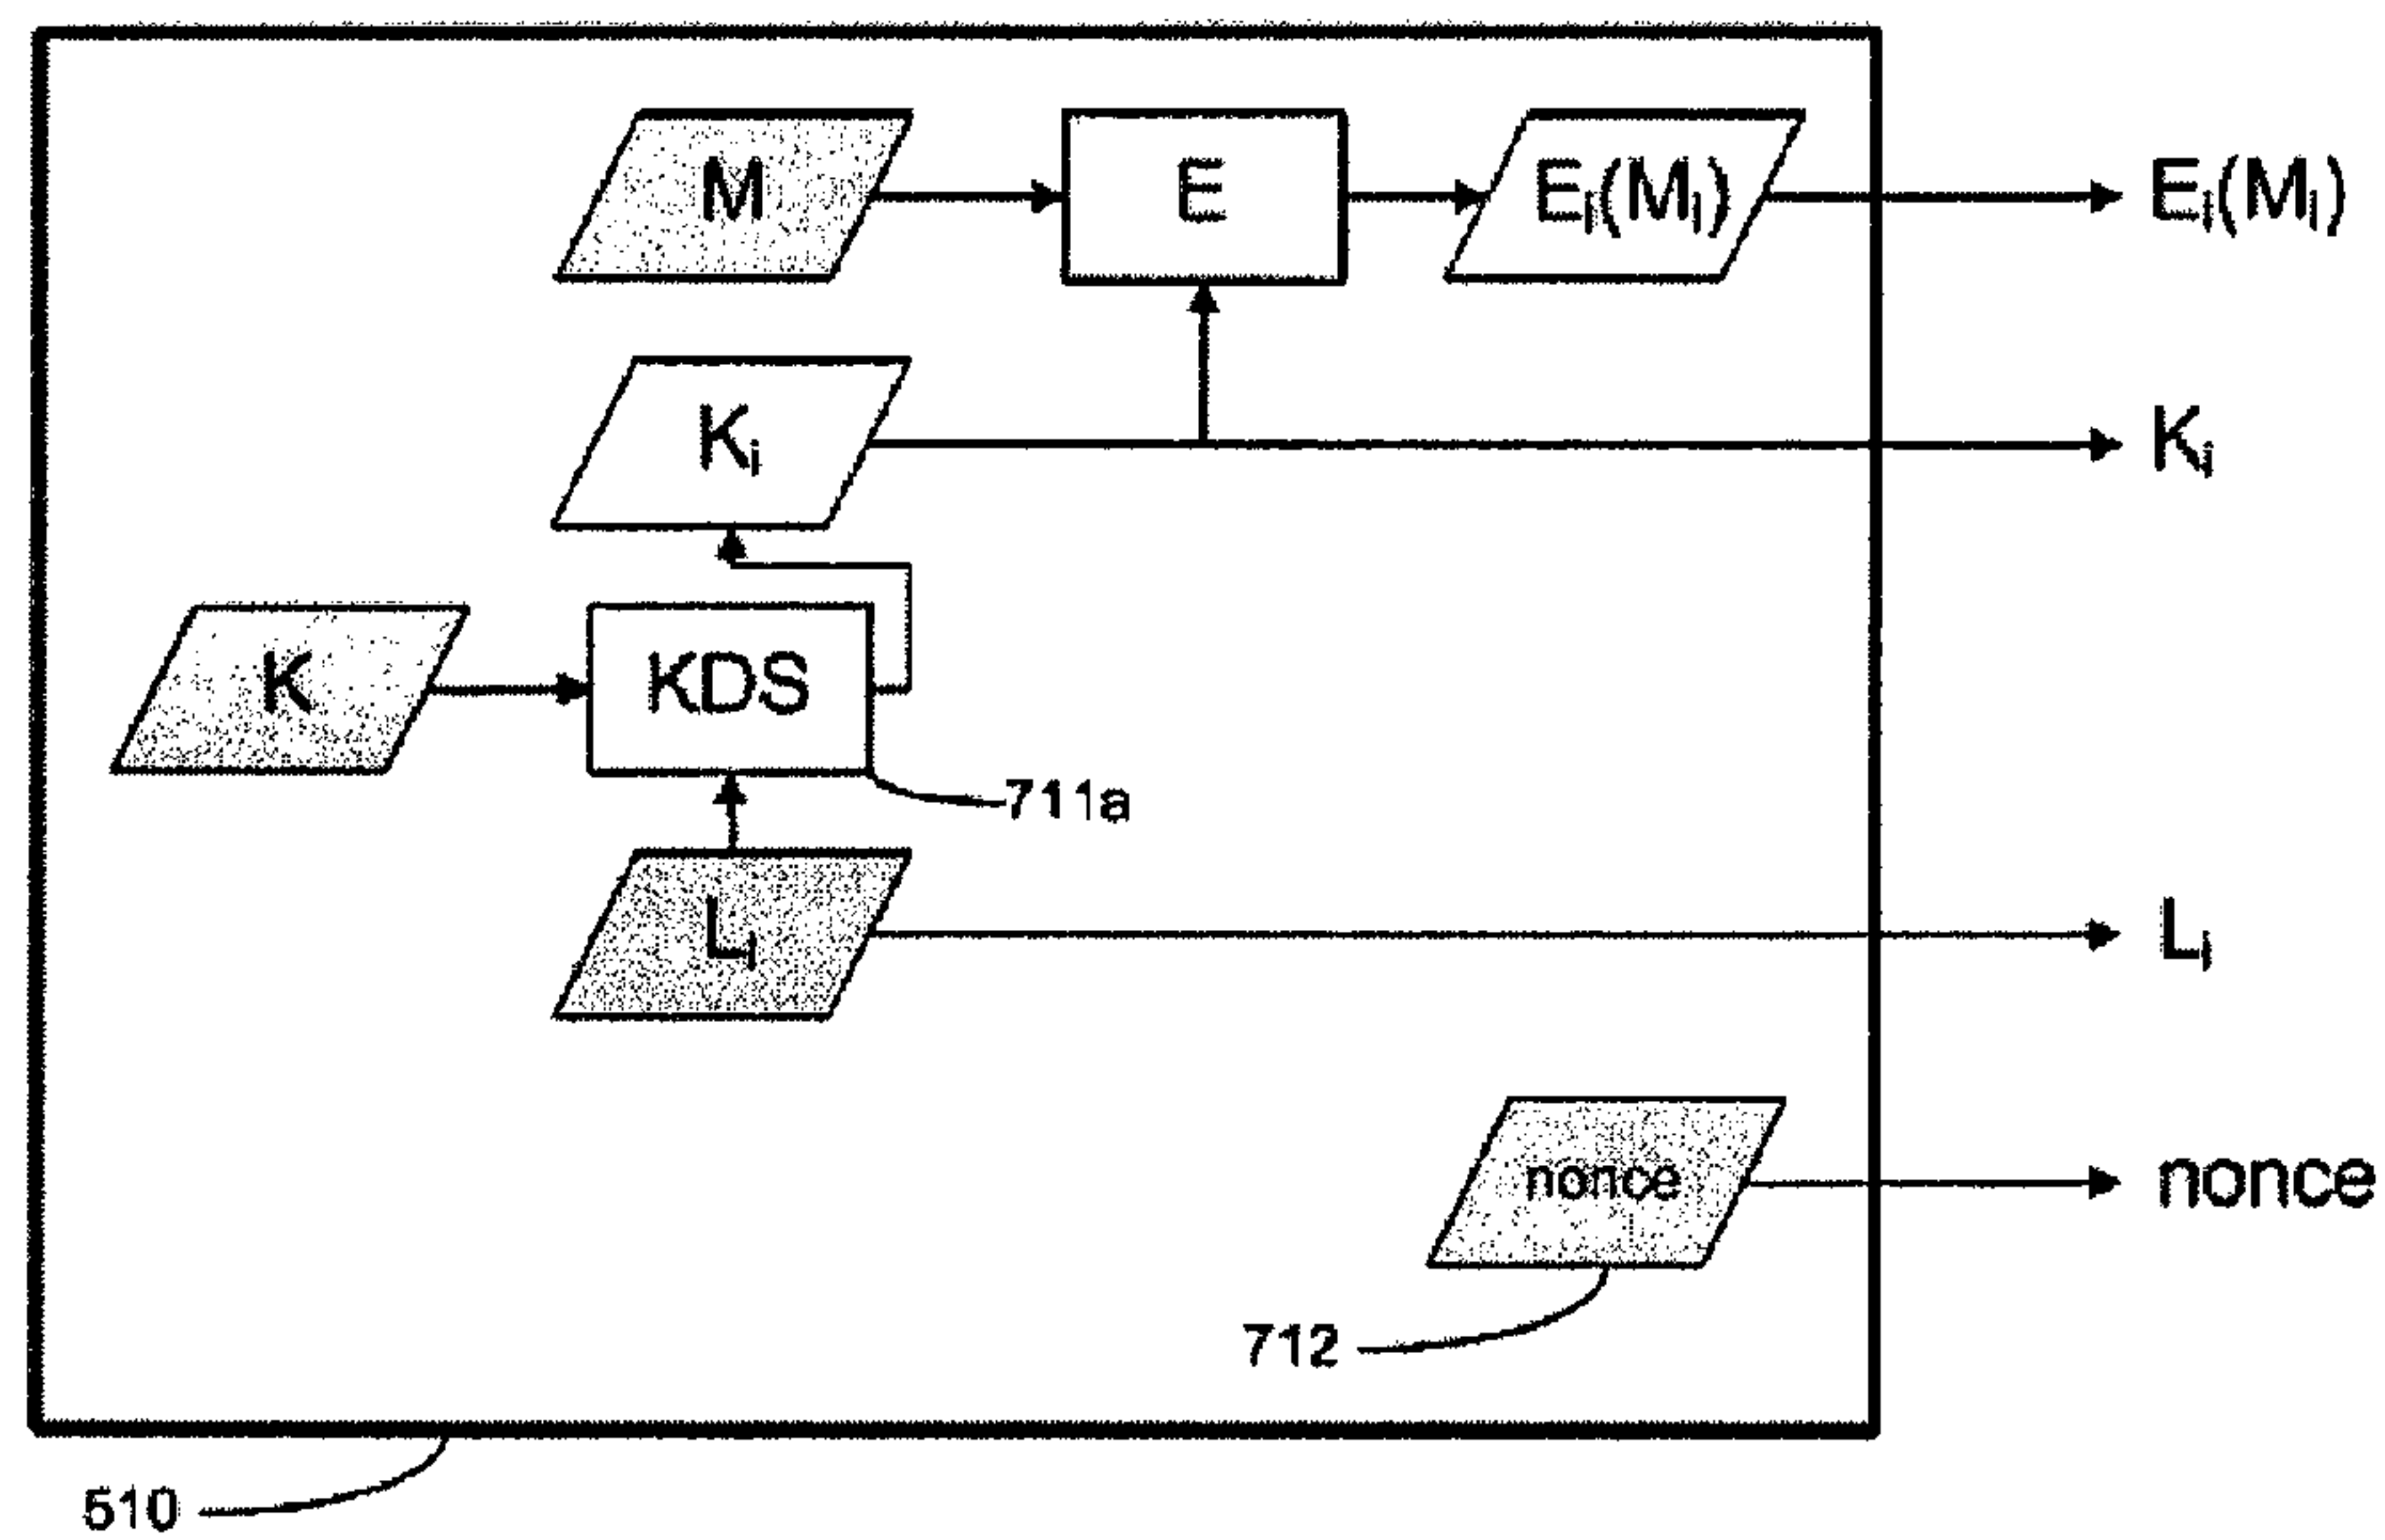 M
E
Eᵢ(Mᵢ)
Eᵢ(Mᵢ)
Kᵢ
Kᵢ
K
KDS
711a
Lᵢ
Lᵢ
nonce
nonce
712
510